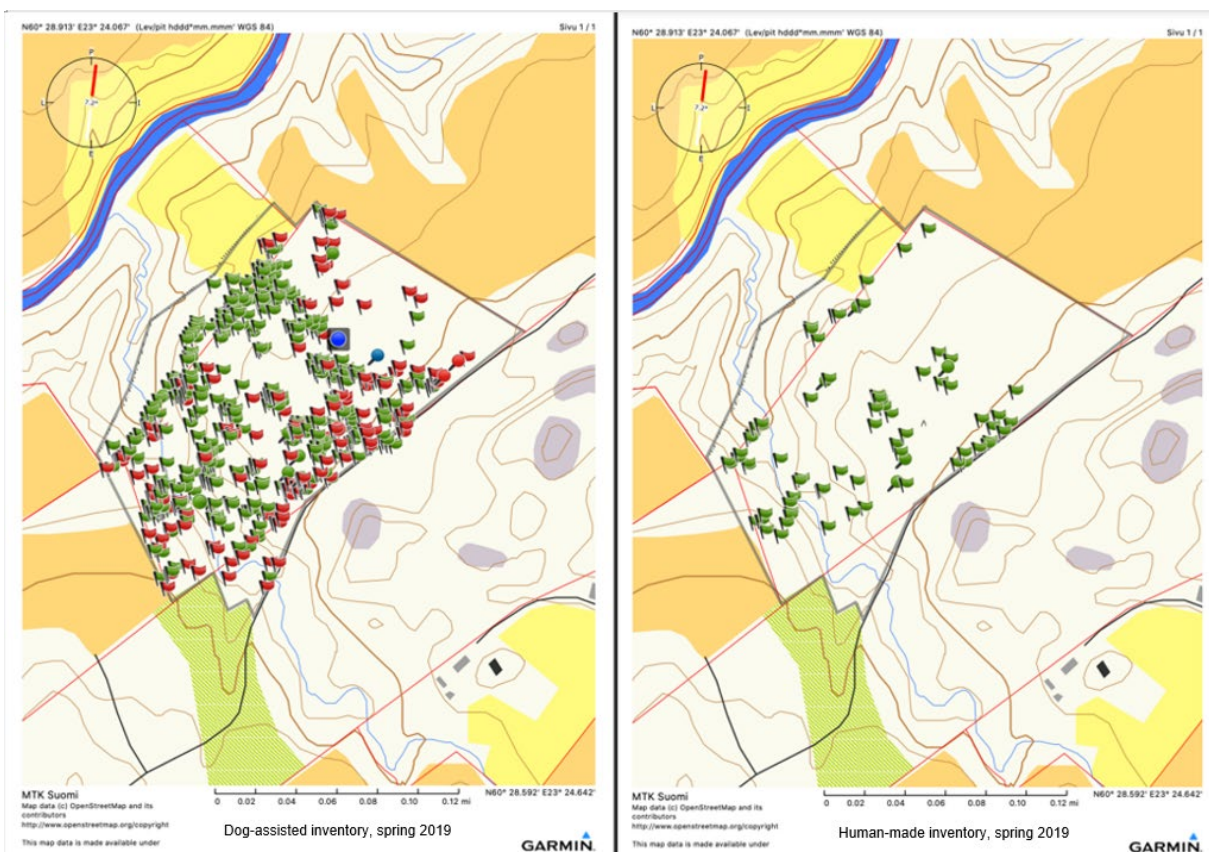 N60° 28.913' E23° 24.067' (Lev/pit hddd°mm.mmm' WGS 84)
Sivu 1 / 1
P
L
7.2°
I
E
MTK Suomi
Map data (c) OpenStreetMap and its
contributors
http://www.openstreetmap.org/copyright
This map data is made available under
0 0.02 0.04 0.06 0.08 0.10 0.12 mi
N60° 28.592' E23° 24.642'
Dog-assisted inventory, spring 2019
GARMIN
N60° 28.913' E23° 24.067' (Lev/pit hddd°mm.mmm' WGS 84)
Sivu 1 / 1
P
L
7.2°
I
E
MTK Suomi
Map data (c) OpenStreetMap and its
contributors
http://www.openstreetmap.org/copyright
This map data is made available under
0 0.02 0.04 0.06 0.08 0.10 0.12 mi
N60° 28.592' E23° 24.642'
Human-made inventory, spring 2019
GARMIN